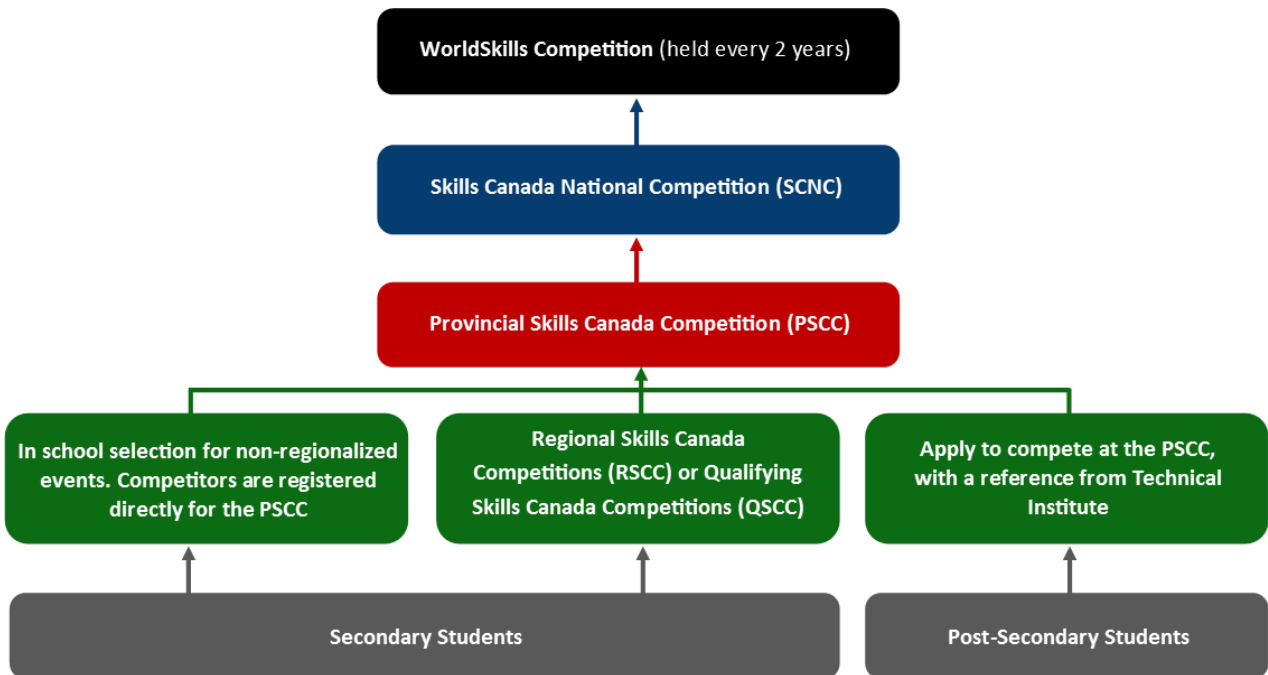 WorldSkills Competition (held every 2 years)
Skills Canada National Competition (SCNC)
Provincial Skills Canada Competition (PSCC)
In school selection for non-regionalized
events. Competitors are registered
directly for the PSCC
Regional Skills Canada
Competitions (RSCC) or Qualifying
Skills Canada Competitions (QSCC)
Apply to compete at the PSCC,
with a reference from Technical
Institute
Secondary Students
Post-Secondary Students